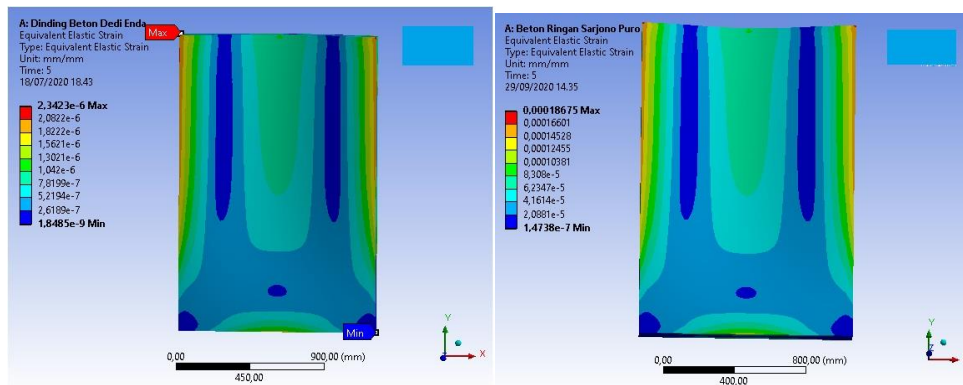 A: Dinding Beton Dedi Enda
Equivalent Elastic Strain
Type: Equivalent Elastic Strain
Unit: mm/mm
Time: 5
18/07/2020 18.43
Max
2,3423e-6 Max
2,0822e-6
1,8222e-6
1,5621e-6
1,3021e-6
1,042e-6
7,8199e-7
5,2194e-7
2,6189e-7
1,8485e-9 Min
Min
0,00
900,00 (mm)
450,00
Y
X
A: Beton Ringan Sarjono Puro
Equivalent Elastic Strain
Type: Equivalent Elastic Strain
Unit: mm/mm
Time: 5
29/09/2020 14.35
0,00018675 Max
0,00016601
0,00014528
0,00012455
0,00010381
8,308e-5
6,2347e-5
4,1614e-5
2,0881e-5
1,4738e-7 Min
0,00
800,00 (mm)
400,00
Y
Z
X